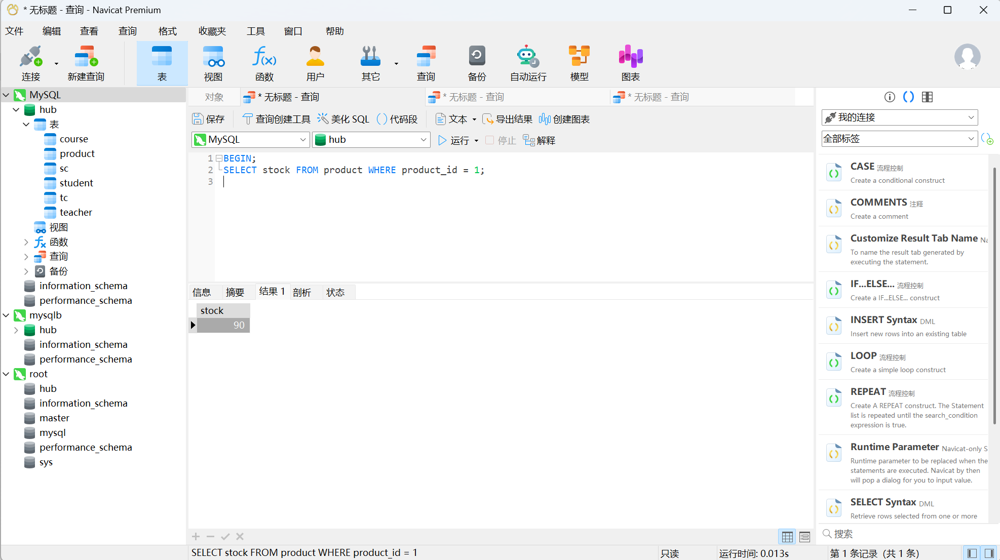 * 无标题 - 查询 - Navicat Premium
文件 编辑 查看 查询 格式 收藏夹 工具 窗口 帮助
连接 新建查询 表 视图 函数 用户 其它 查询 备份 自动运行 模型 图表
MySQL
hub
表
course
product
sc
student
tc
teacher
视图
函数
查询
备份
information_schema
performance_schema
mysqlb
hub
information_schema
performance_schema
root
hub
information_schema
master
mysql
performance_schema
sys
对象 * 无标题 - 查询 * 无标题 - 查询 * 无标题 - 查询
保存 查询创建工具 美化 SQL () 代码段 文本 导出结果 创建图表
MySQL hub 运行 停止 解释
1 BEGIN;
2 SELECT stock FROM product WHERE product_id = 1;
3
信息 摘要 结果 1 剖析 状态
stock
90
我的连接
全部标签
CASE 流程控制
Create a conditional construct
COMMENTS 注释
Create a comment
Customize Result Tab Name Na
To name the result tab generated by
executing the statement.
IF...ELSE... 流程控制
Create a IF...ELSE... construct
INSERT Syntax DML
Insert new rows into an existing table
LOOP 流程控制
Create a simple loop construct
REPEAT 流程控制
Create A REPEAT construct. The Statement
list is repeated until the search_condition
expression is true.
Runtime Parameter Navicat-only S
Runtime parameter to be replaced when the
statements are executed. Navicat by then
will pop a dialog for you to input value.
SELECT Syntax DML
Retrieve rows selected from one or more
搜索
SELECT stock FROM product WHERE product_id = 1 只读 运行时间: 0.013s 第 1 条记录 (共 1 条)